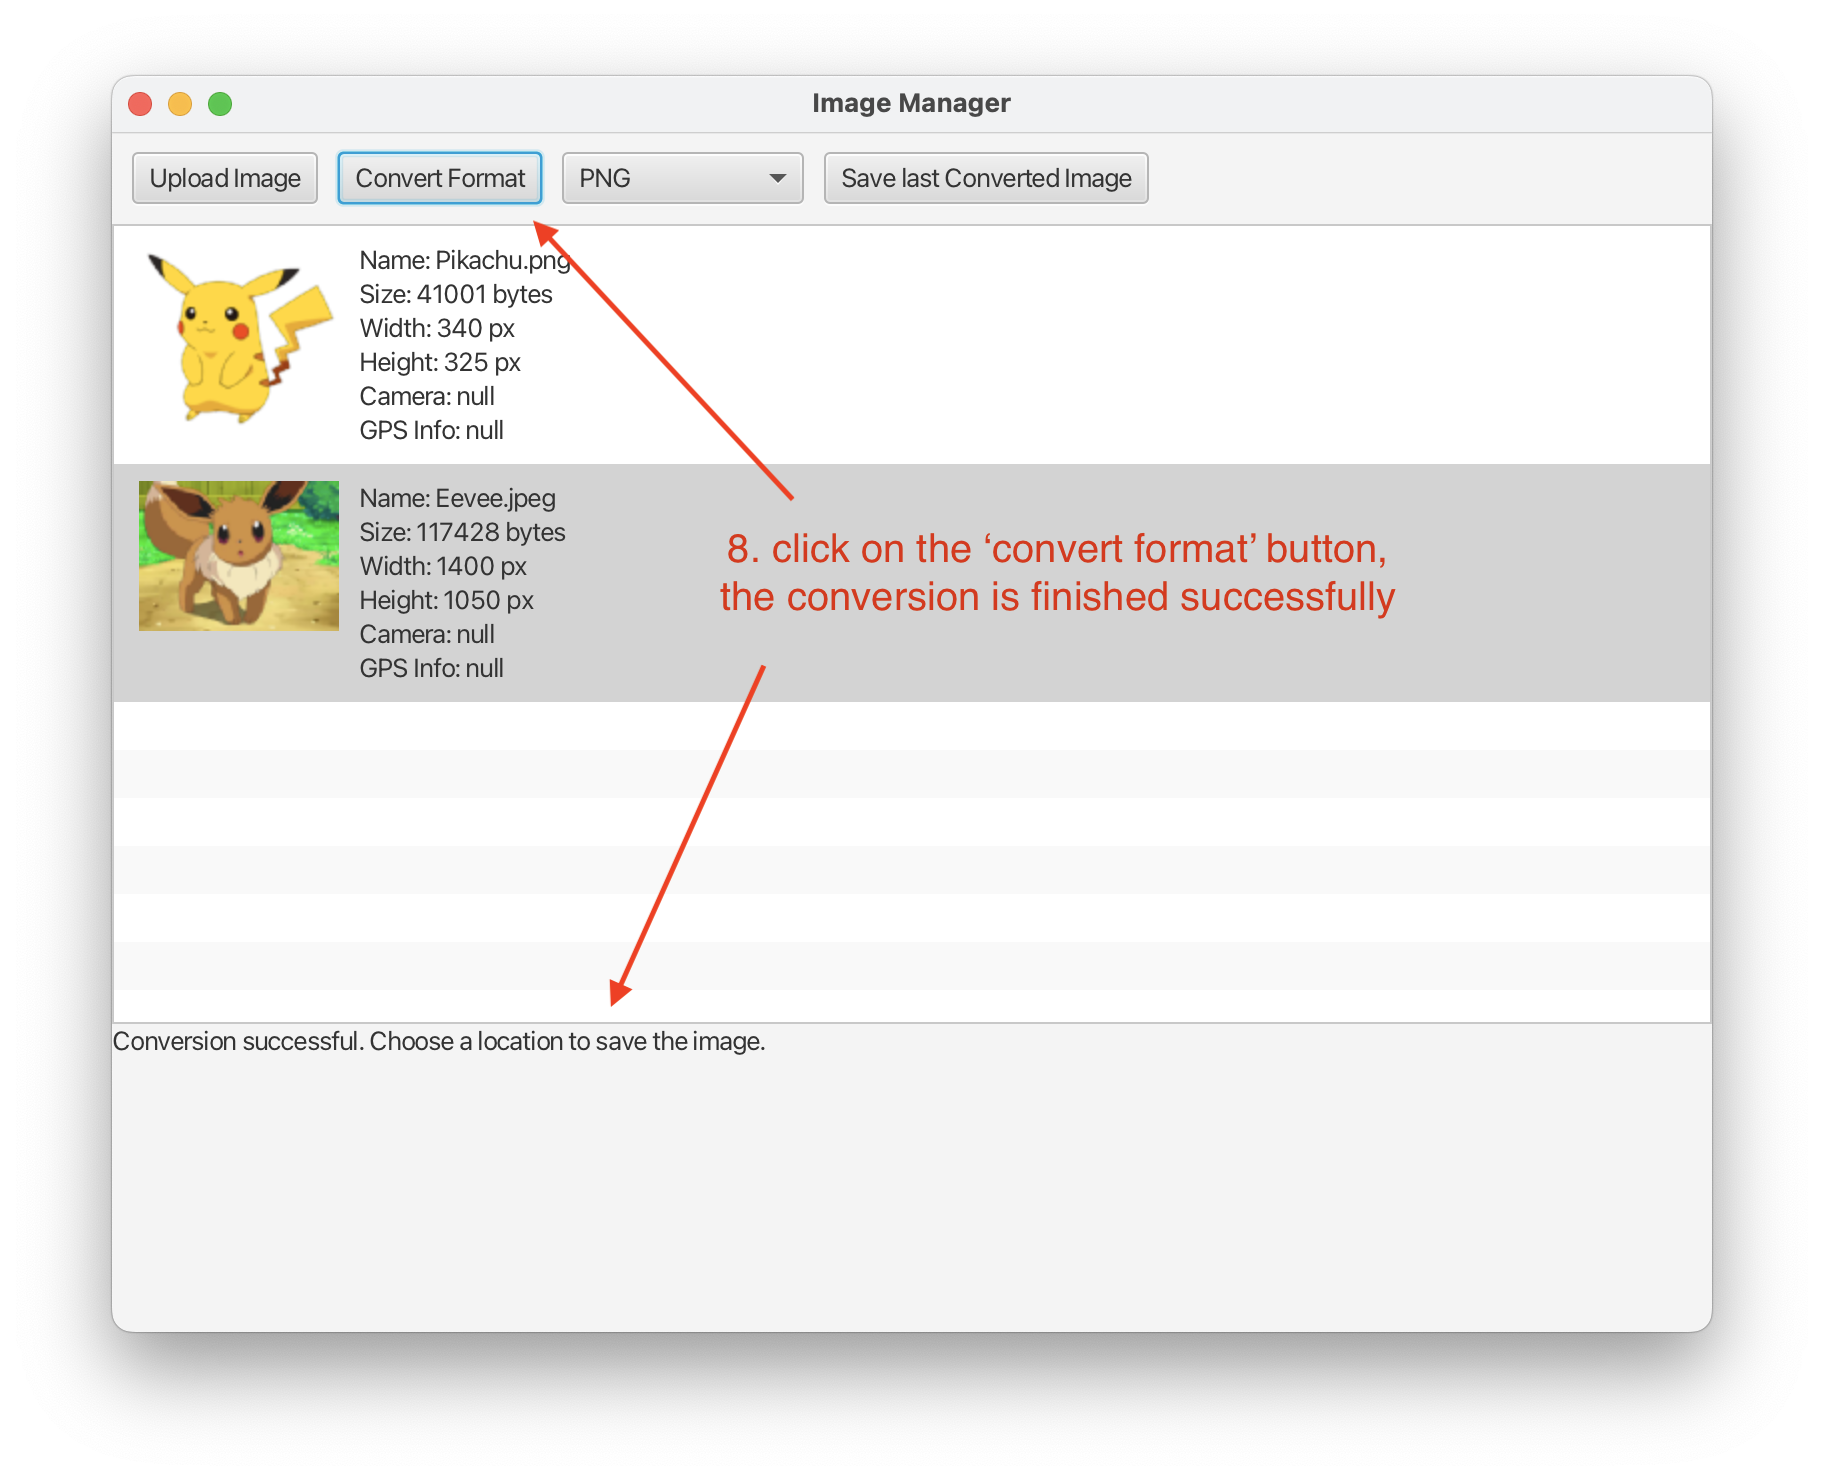 Image Manager
Upload Image
Convert Format
PNG
Save last Converted Image
Name: Pikachu.png
Size: 41001 bytes
Width: 340 px
Height: 325 px
Camera: null
GPS Info: null
Name: Eevee.jpeg
Size: 117428 bytes
Width: 1400 px
Height: 1050 px
Camera: null
GPS Info: null
8. click on the ‘convert format’ button,
the conversion is finished successfully
Conversion successful. Choose a location to save the image.